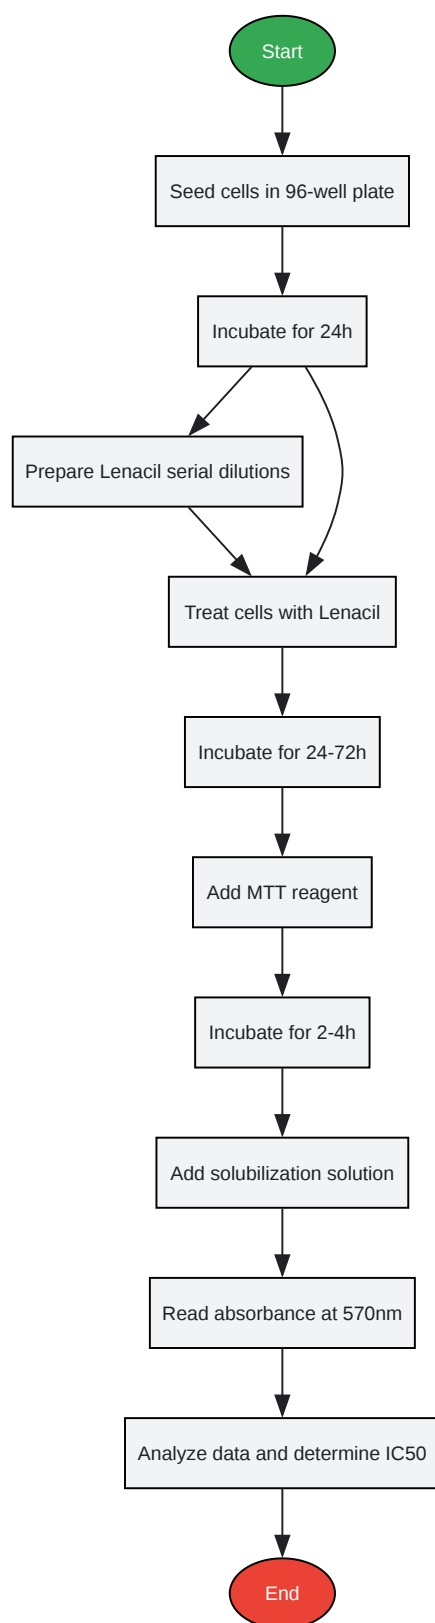 Start
Seed cells in 96-well plate
Incubate for 24h
Prepare Lenacil serial dilutions
Treat cells with Lenacil
Incubate for 24-72h
Add MTT reagent
Incubate for 2-4h
Add solubilization solution
Read absorbance at 570nm
Analyze data and determine IC50
End